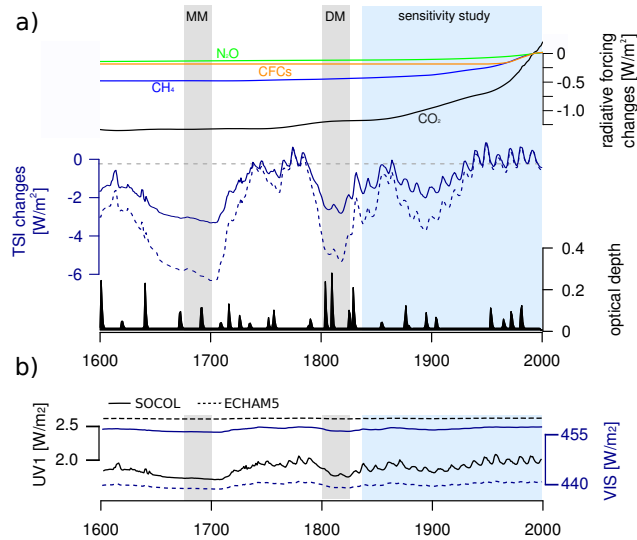 a)
MM
DM
sensitivity study
N₂O
CFCs
CH₄
CO₂
0
-0.5
-1.0
radiative forcing
changes
[W/m²]
0
-2
-4
-6
TSI changes
[W/m²]
0.4
0.2
0
optical depth
1600
1700
1800
1900
2000
b)
SOCOL
ECHAM5
2.5
2.0
UV1 [W/m2]
455
440
VIS [W/m2]
1600
1700
1800
1900
2000